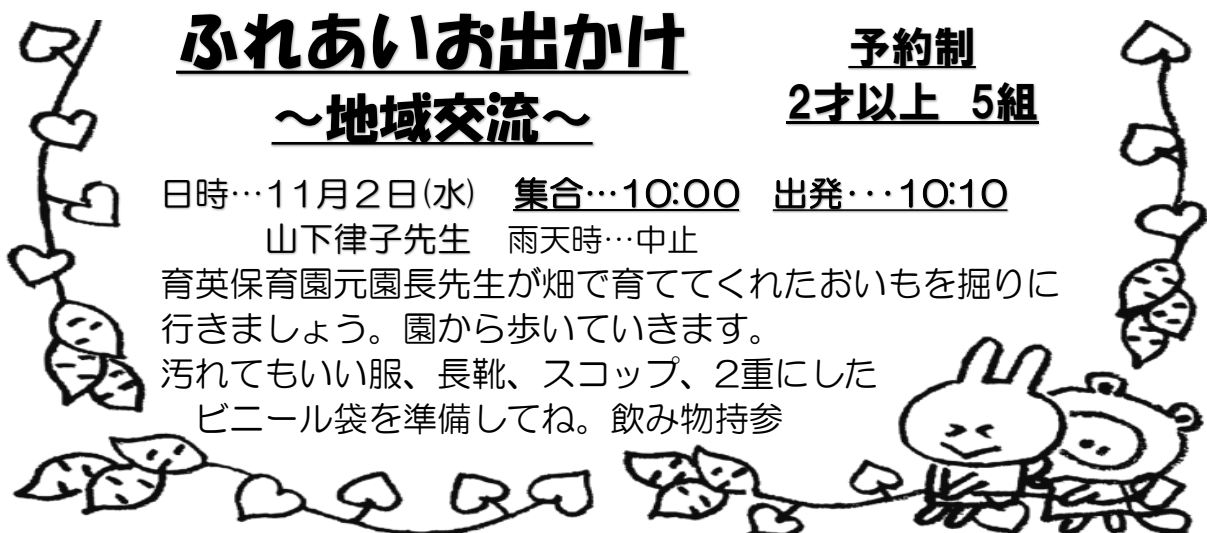 ふれあいお出かけ
～地域交流～
予約制
2才以上　5組
日時…11月2日(水)　集合…10:00　出発・・・10:10
山下律子先生　雨天時…中止
育英保育園元園長先生が畑で育ててくれたおいもを掘りに
行きましょう。園から歩いていきます。
汚れてもいい服、長靴、スコップ、2重にした
ビニール袋を準備してね。飲み物持参